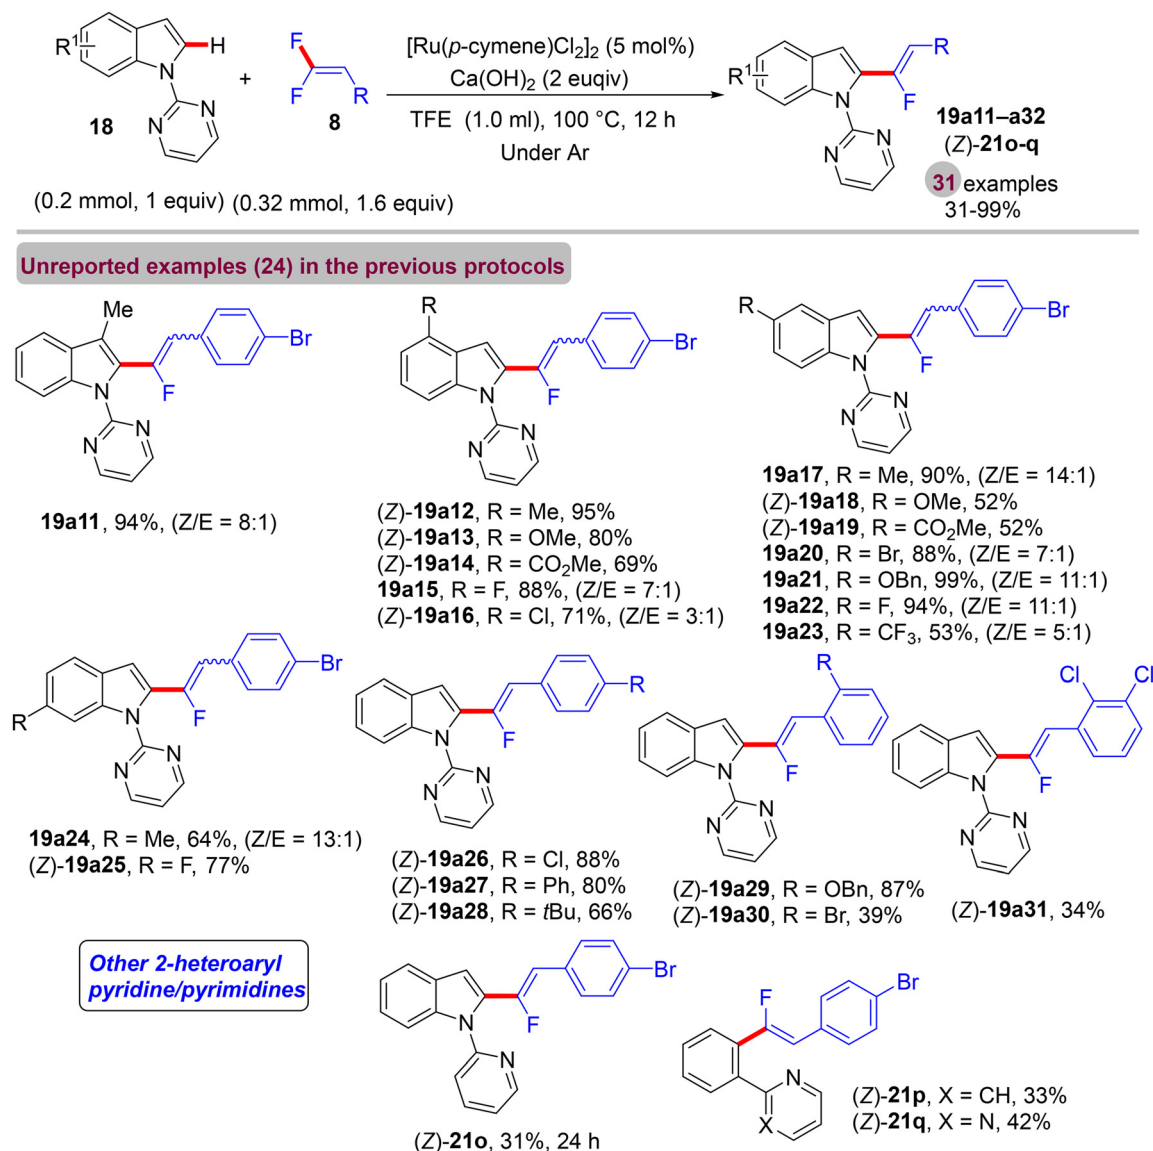 R1
H
N
N
N
18
+
F
F
R
8
[Ru(p-cymene)Cl2]2 (5 mol%)
Ca(OH)2 (2 euqiv)
TFE (1.0 ml), 100 °C, 12 h
Under Ar
R1
R
F
N
N
N
19a11–a32
(Z)-21o-q
31 examples
31-99%
(0.2 mmol, 1 equiv) (0.32 mmol, 1.6 equiv)
Unreported examples (24) in the previous protocols
Me
Br
F
N
N
N
19a11, 94%, (Z/E = 8:1)
R
Br
F
N
N
N
(Z)-19a12, R = Me, 95%
(Z)-19a13, R = OMe, 80%
(Z)-19a14, R = CO2Me, 69%
19a15, R = F, 88%, (Z/E = 7:1)
(Z)-19a16, R = Cl, 71%, (Z/E = 3:1)
R
Br
F
N
N
N
19a17, R = Me, 90%, (Z/E = 14:1)
(Z)-19a18, R = OMe, 52%
(Z)-19a19, R = CO2Me, 52%
19a20, R = Br, 88%, (Z/E = 7:1)
19a21, R = OBn, 99%, (Z/E = 11:1)
19a22, R = F, 94%, (Z/E = 11:1)
19a23, R = CF3, 53%, (Z/E = 5:1)
Br
R
F
N
N
N
19a24, R = Me, 64%, (Z/E = 13:1)
(Z)-19a25, R = F, 77%
R
F
N
N
N
(Z)-19a26, R = Cl, 88%
(Z)-19a27, R = Ph, 80%
(Z)-19a28, R = tBu, 66%
R
F
N
N
N
(Z)-19a29, R = OBn, 87%
(Z)-19a30, R = Br, 39%
Cl
Cl
F
N
N
N
(Z)-19a31, 34%
Other 2-heteroaryl
pyridine/pyrimidines
Br
F
N
N
(Z)-21o, 31%, 24 h
F
Br
N
X
(Z)-21p, X = CH, 33%
(Z)-21q, X = N, 42%